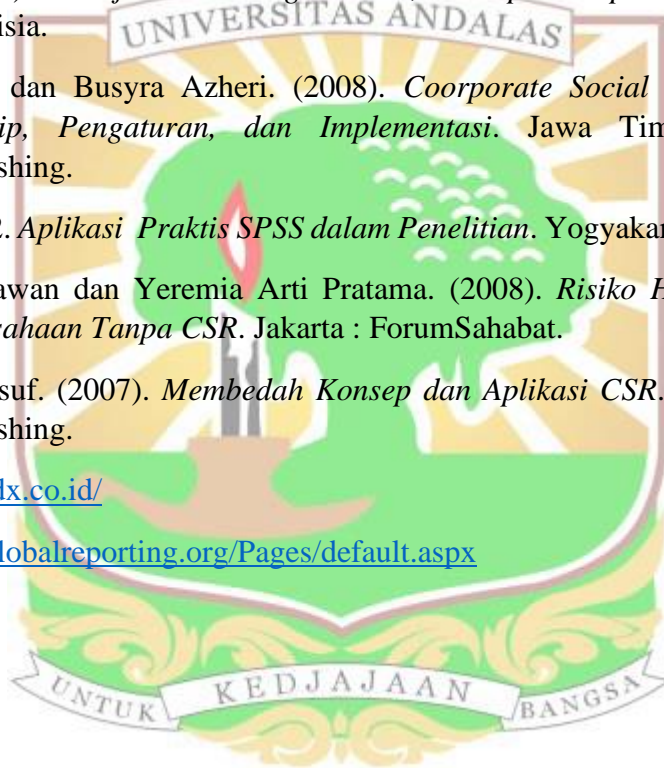 UNIVERSITAS ANDALAS
isia.
dan Busyra Azheri. (2008). Coorporate Social
ip, Pengaturan, dan Implementasi. Jawa Tim
shing.
. Aplikasi Praktis SPSS dalam Penelitian. Yogyakar
awan dan Yeremia Arti Pratama. (2008). Risiko H
sahaan Tanpa CSR. Jakarta : ForumSahabat.
suf. (2007). Membedah Konsep dan Aplikasi CSR.
shing.
dx.co.id/
lobalreporting.org/Pages/default.aspx
UNTUK KEDJAJAAN BANGSA